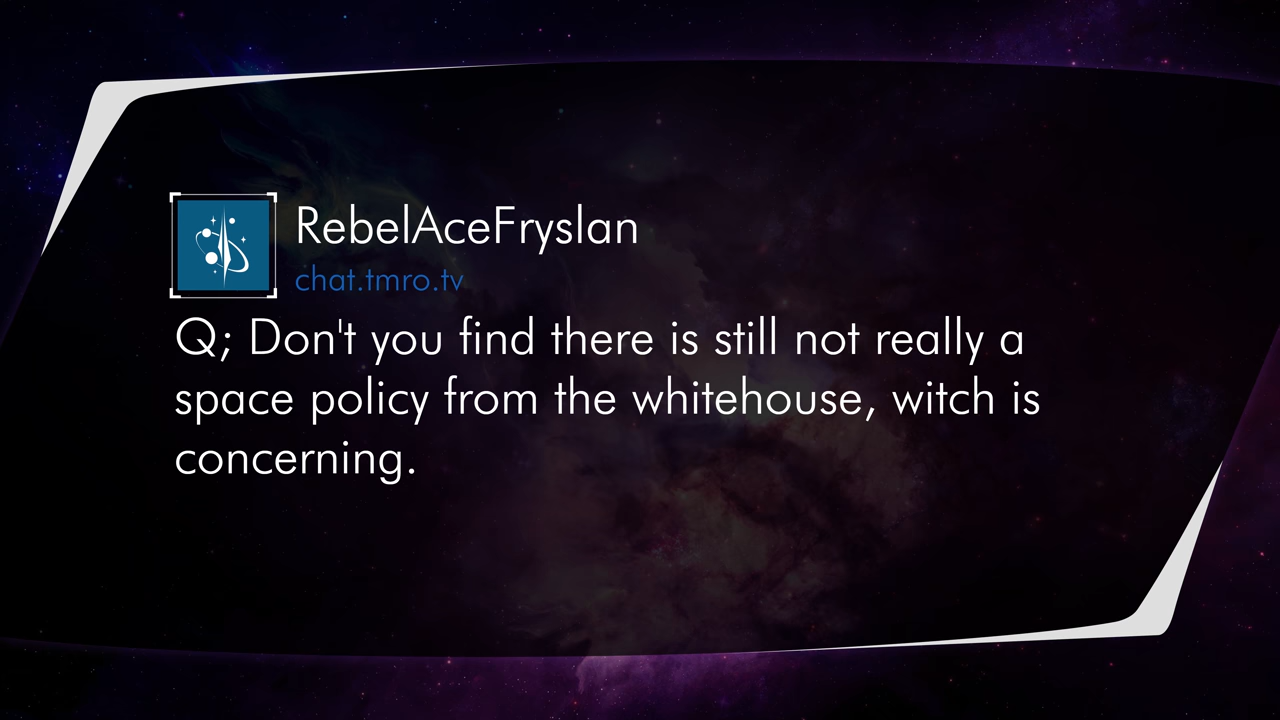 RebelAceFryslan
chat.tmro.tv
Q; Don't you find there is still not really a
space policy from the whitehouse, witch is
concerning.